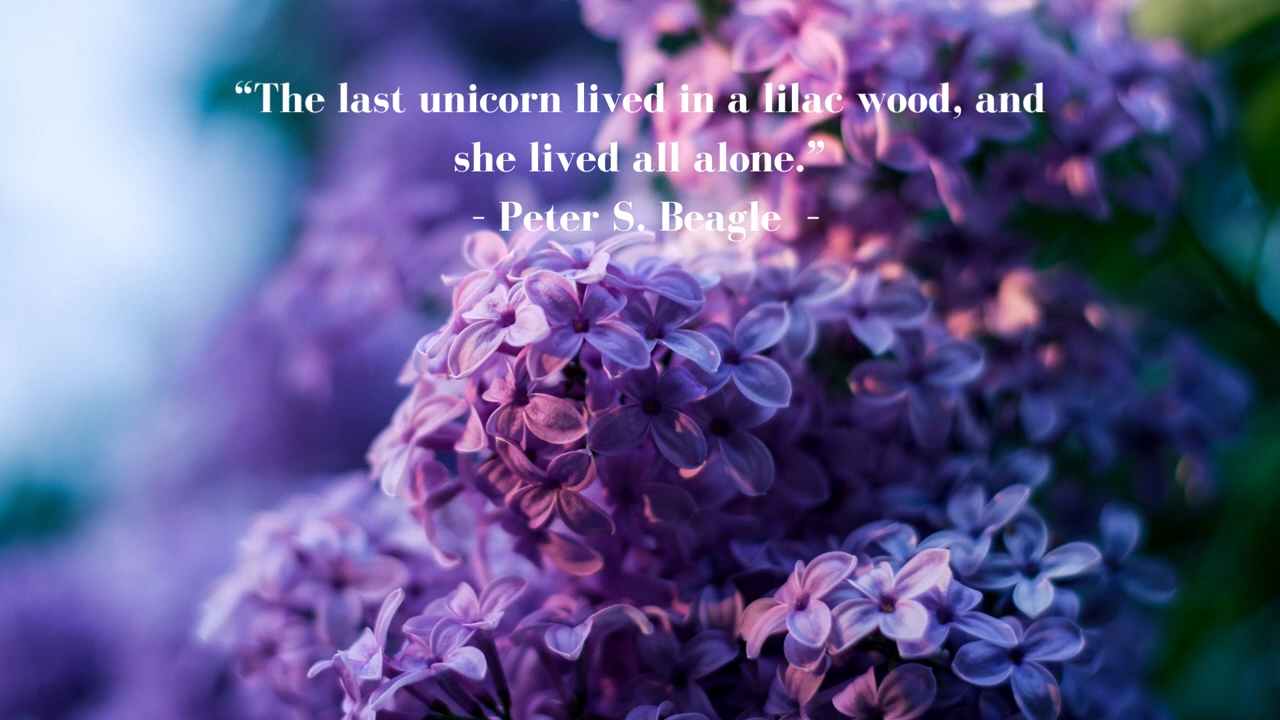 “The last unicorn lived in a lilac wood, and
she lived all alone.”
- Peter S. Beagle -